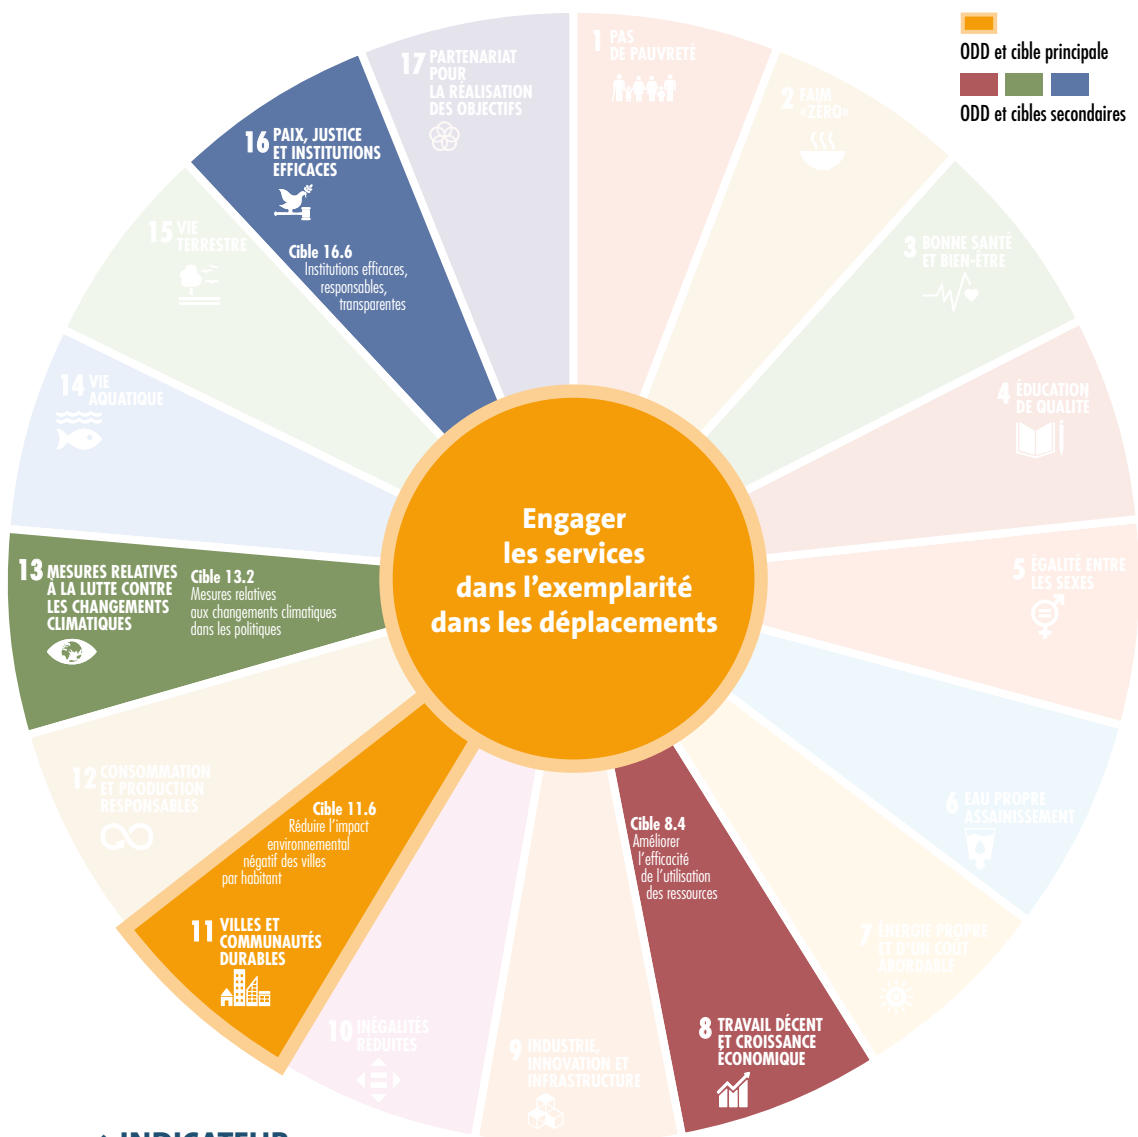 ODD et cible principale
ODD et cibles secondaires
1 PAS
DE PAUVRETÉ
2 FAIM
«ZÉRO»
3 BONNE SANTÉ
ET BIEN-ÊTRE
4 ÉDUCATION
DE QUALITÉ
5 ÉGALITÉ ENTRE
LES SEXES
6 EAU PROPRE
ASSAINISSEMENT
7 ÉNERGIE PROPRE
ET D'UN COÛT
ABORDABLE
Cible 8.4
Améliorer
l'efficacité
de l'utilisation
des ressources
8 TRAVAIL DÉCENT
ET CROISSANCE
ÉCONOMIQUE
9 INDUSTRIE,
INNOVATION ET
INFRASTRUCTURE
10 INÉGALITÉS
RÉDUITES
Cible 11.6
Réduire l'impact
environnemental
négatif des villes
par habitant
11 VILLES ET
COMMUNAUTÉS
DURABLES
12 CONSOMMATION
ET PRODUCTION
RESPONSABLES
13 MESURES RELATIVES
À LA LUTTE CONTRE
LES CHANGEMENTS
CLIMATIQUES
Cible 13.2
Mesures relatives
aux changements climatiques
dans les politiques
14 VIE
AQUATIQUE
15 VIE
TERRESTRE
16 PAIX, JUSTICE
ET INSTITUTIONS
EFFICACES
Cible 16.6
Institutions efficaces,
responsables,
transparentes
17 PARTENARIAT
POUR
LA RÉALISATION
DES OBJECTIFS
Engager
les services
dans l'exemplarité
dans les déplacements
INDICATEUR